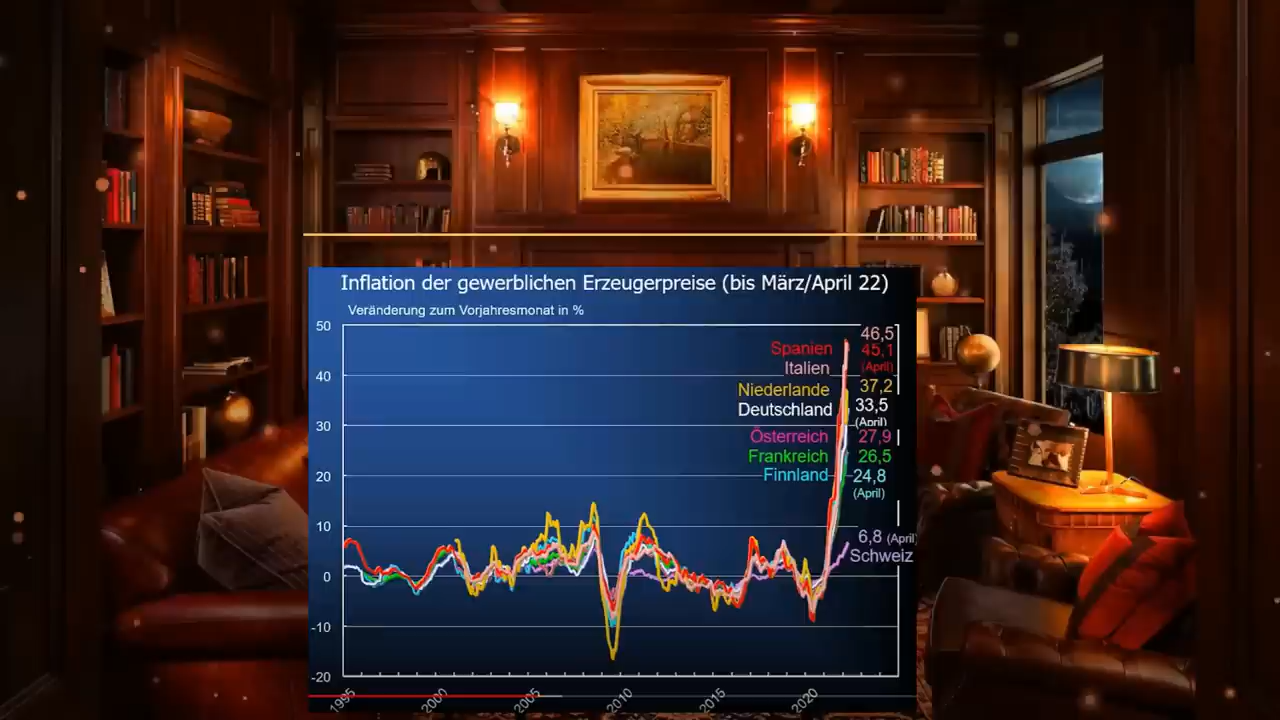 Inflation der gewerblichen Erzeugerpreise (bis März/April 22)
Veränderung zum Vorjahresmonat in %
50
40
30
20
10
0
-10
-20
46,5
Spanien 45,1
(April)
Italien
Niederlande 37,2
Deutschland 33,5
(April)
Österreich 27,9
Frankreich 26,5
Finnland 24,8
(April)
6,8 (April
Schweiz
1995 2000 2005 2010 2015 2020